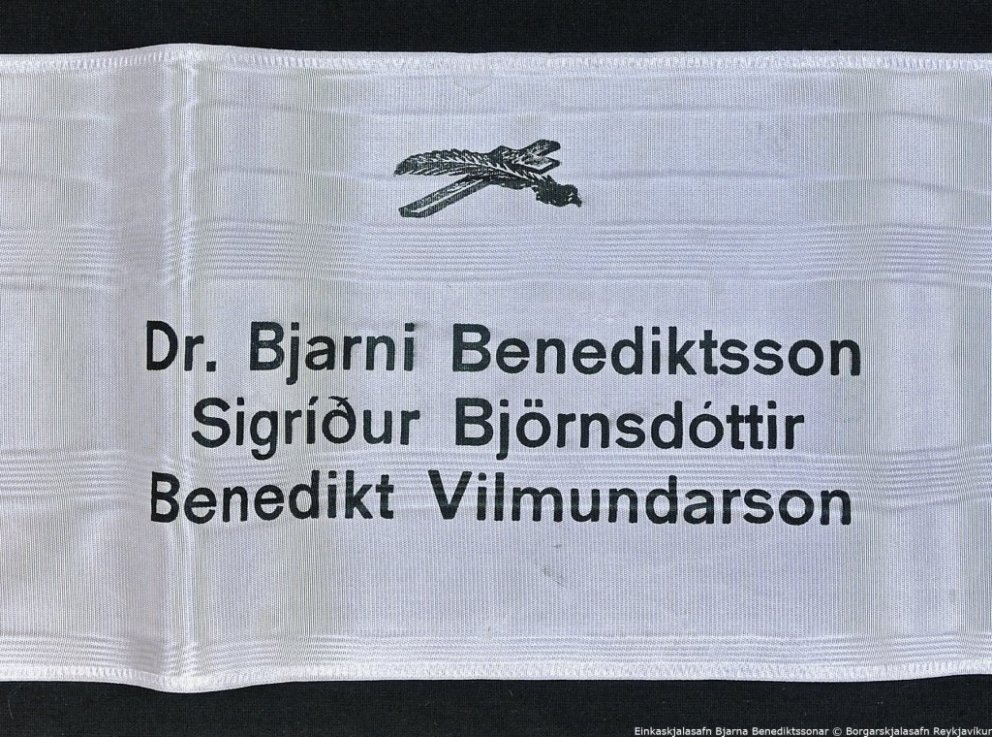 Dr. Bjarni Benediktsson
Sigríður Björnsdóttir
Benedikt Vilmundarson
Einkaskjalasafn Bjarna Benediktssonar © Borgarskjalasafn Reykjavíkur